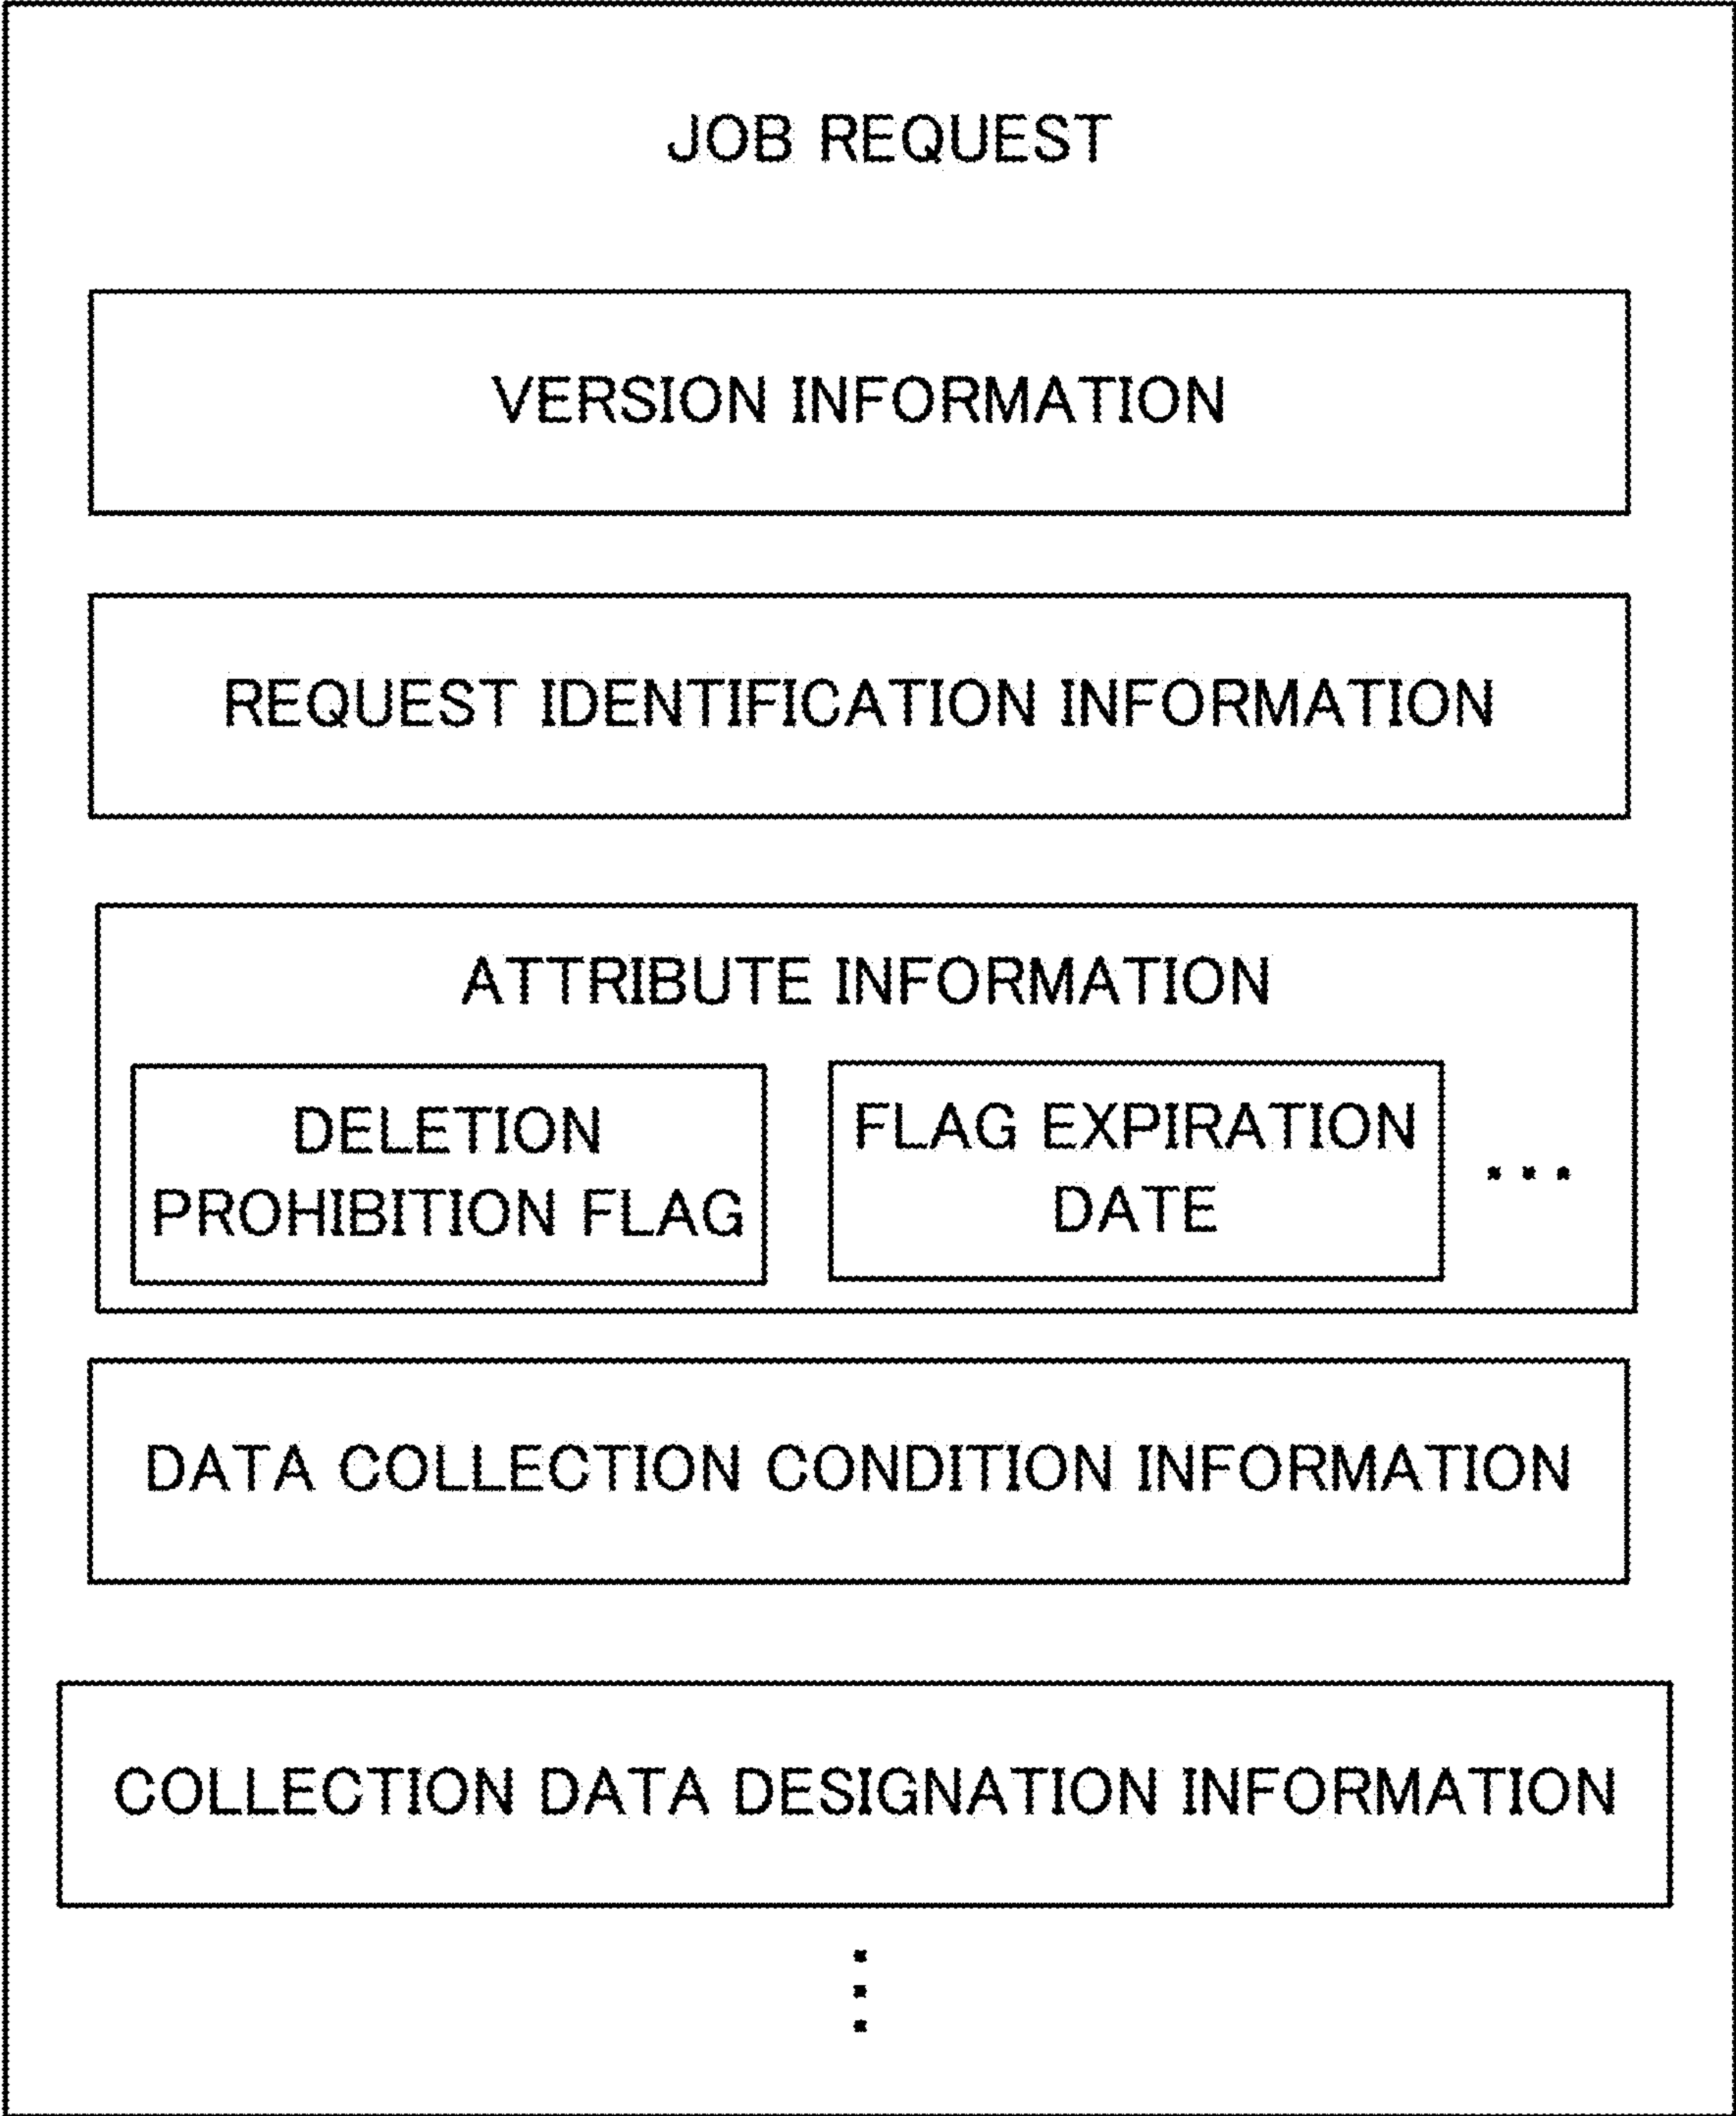 JOB REQUEST
VERSION INFORMATION
REQUEST IDENTIFICATION INFORMATION
ATTRIBUTE INFORMATION
DELETION
PROHIBITION FLAG
FLAG EXPIRATION
DATE
...
DATA COLLECTION CONDITION INFORMATION
COLLECTION DATA DESIGNATION INFORMATION